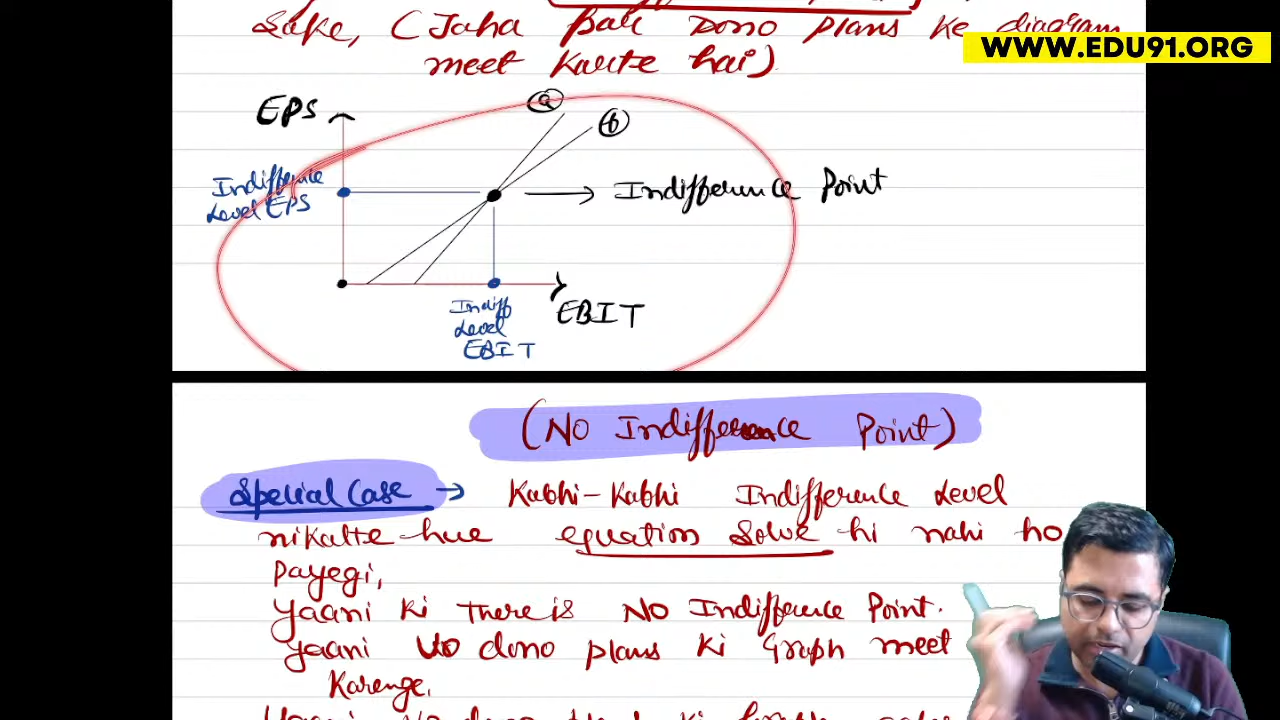 WWW.EDU91.ORG
Sake, (Jaha par Dono plans ke diagram
meet Karte hai)
EPS
a
b
Indifference
Level EPS
Indifference Point
EBIT
Indiff
Level
EBIT
(NO Indifference Point)
Special Case → Kabhi-Kabhi Indifference Level
nikalte hue equation Solve hi nahi ho
payegi,
yaani ki There is NO Indifference Point.
yaani dono plans ki Graph meet
Karenge.